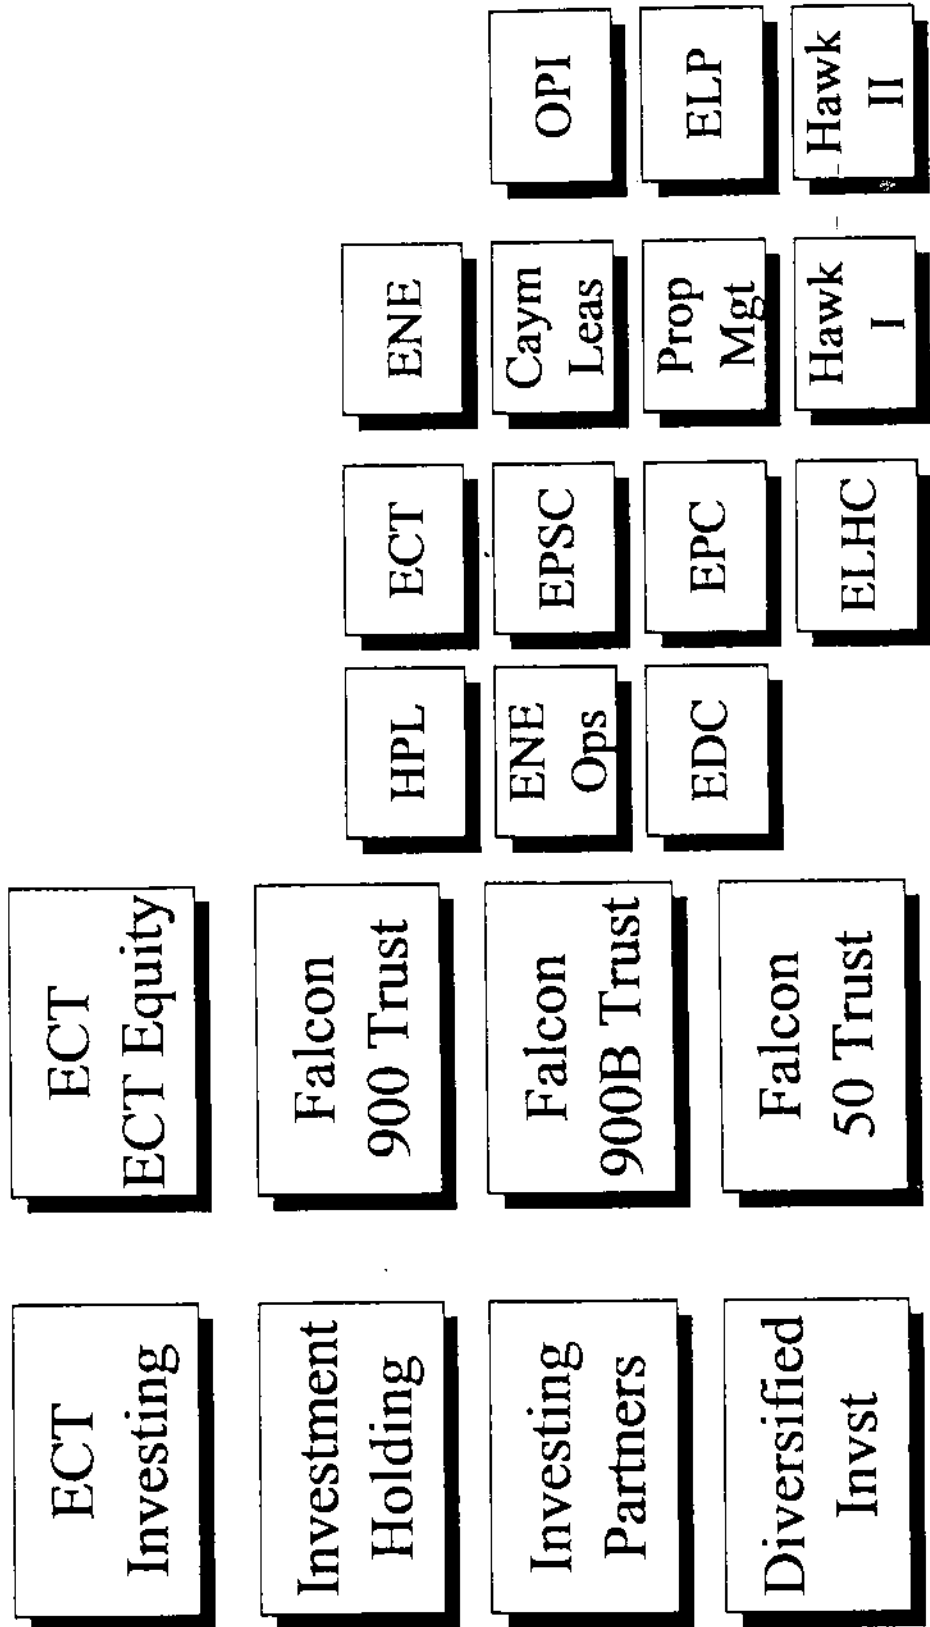 ECT
Investing
ECT
ECT Equity
Investment
Holding
Falcon
900 Trust
HPL
ECT
ENE
Investing
Partners
Falcon
900B Trust
ENE
Ops
EPSC
Caym
Leas
OPI
EDC
EPC
Prop
Mgt
ELP
Diversified
Invst
Falcon
50 Trust
ELHC
Hawk
I
Hawk
II